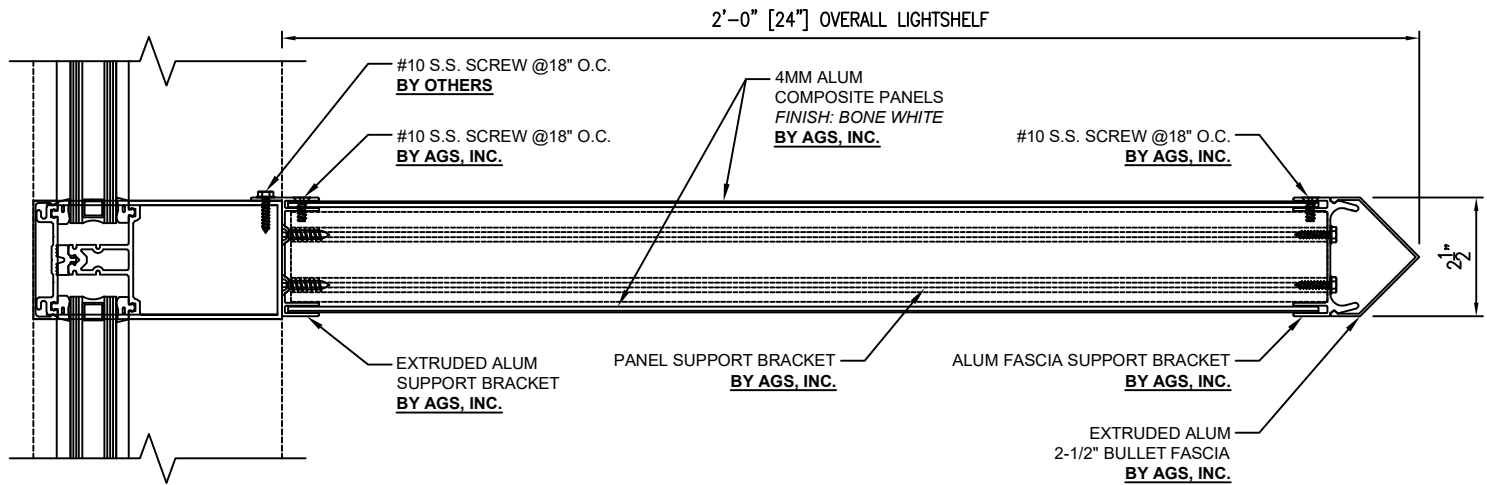 2'-0" [24"] OVERALL LIGHTSHELF
#10 S.S. SCREW @18" O.C.
BY OTHERS
#10 S.S. SCREW @18" O.C.
BY AGS, INC.
4MM ALUM
COMPOSITE PANELS
FINISH: BONE WHITE
BY AGS, INC.
#10 S.S. SCREW @18" O.C.
BY AGS, INC.
2 1/2"
EXTRUDED ALUM
SUPPORT BRACKET
BY AGS, INC.
PANEL SUPPORT BRACKET
BY AGS, INC.
ALUM FASCIA SUPPORT BRACKET
BY AGS, INC.
EXTRUDED ALUM
2-1/2" BULLET FASCIA
BY AGS, INC.